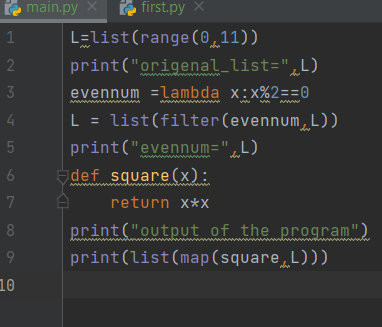 main.py first.py
1 L=list(range(0,11))
2 print("origenal_list=",L)
3 evennum =lambda x:x%2==0
4 L = list(filter(evennum,L))
5 print("evennum=",L)
6 def square(x):
7 return x*x
8 print("output of the program")
9 print(list(map(square,L)))
10